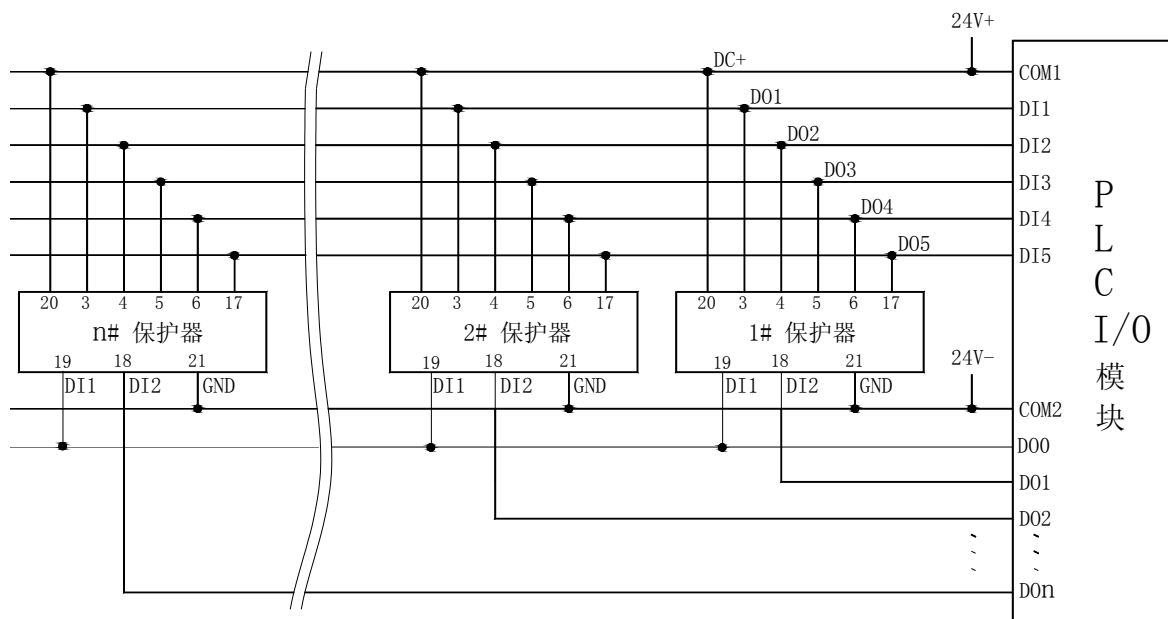 24V+
DC+
COM1
DO1
DI1
DO2
DI2
DO3
DI3
DO4
DI4
DO5
DI5
20 3 4 5 6 17
n# 保护器
19 18 21
DI1 DI2 GND
20 3 4 5 6 17
2# 保护器
19 18 21
DI1 DI2 GND
20 3 4 5 6 17
1# 保护器
19 18 21
DI1 DI2 GND
24V-
COM2
DO0
DO1
DO2
DOn
P
L
C
I/O
模
块